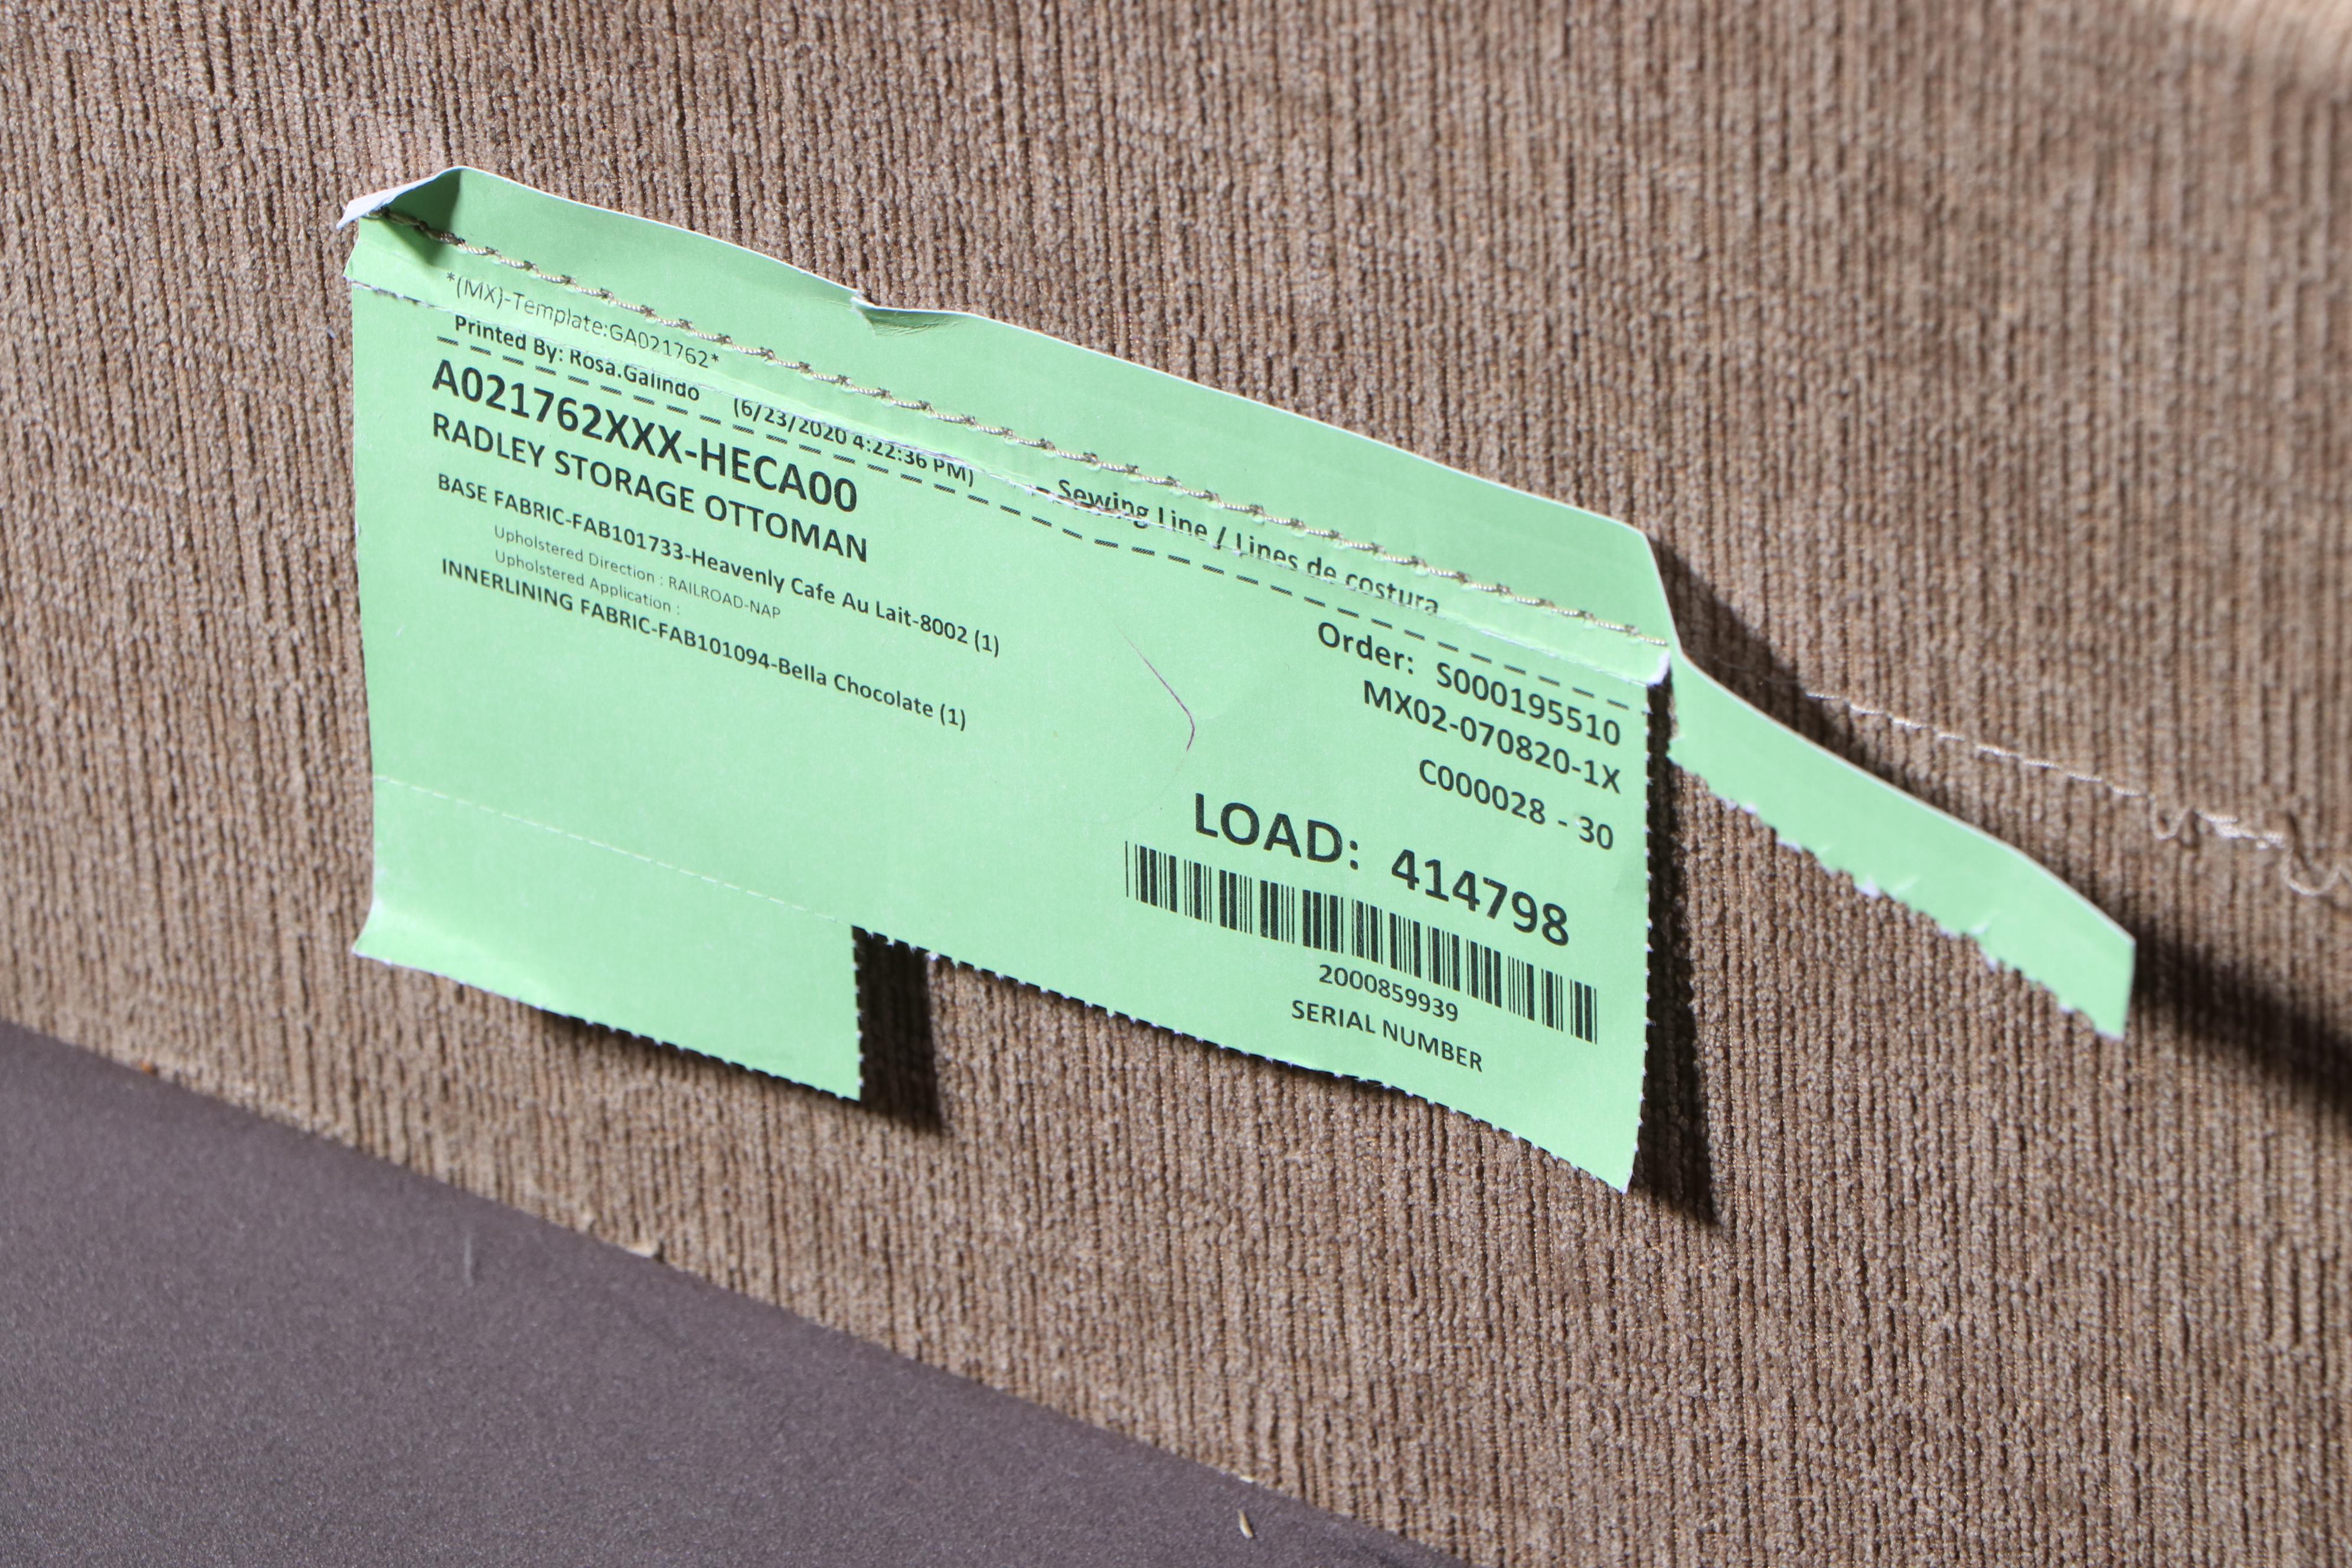 *(MX)-Template:GA021762*
Printed By: Rosa.Galindo (6/23/2020 4:22:36 PM)
Sewing Line / Lines de costura
A021762XXX-HECA00
RADLEY STORAGE OTTOMAN
BASE FABRIC-FAB101733-Heavenly Cafe Au Lait-8002 (1)
Upholstered Direction : RAILROAD-NAP
Upholstered Application :
INNERLINING FABRIC-FAB101094-Bella Chocolate (1)
Order: S000195510
MX02-070820-1X
C000028 - 30
LOAD: 414798
2000859939
SERIAL NUMBER